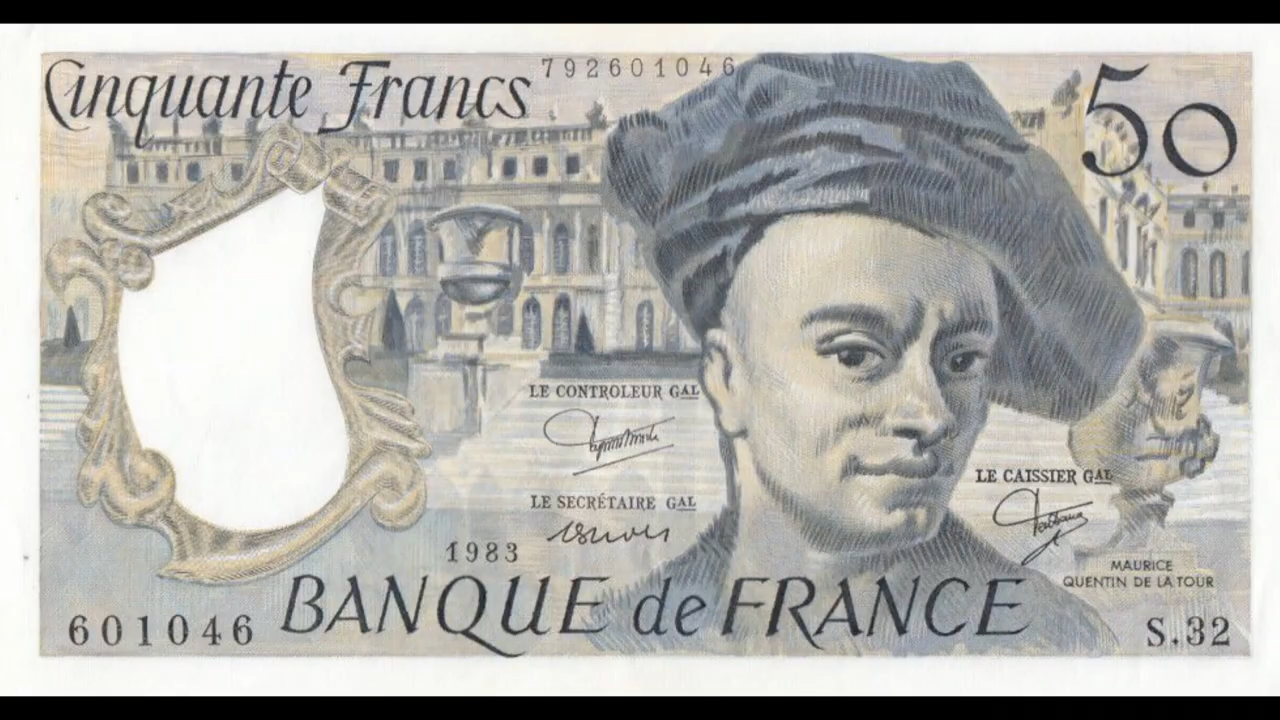 Cinquante Francs
792601046
50
LE CONTROLEUR GAL
LE CAISSIER GAL
LE SECRÉTAIRE GAL
1983
MAURICE
QUENTIN DE LA TOUR
BANQUE de FRANCE
601046
S.32